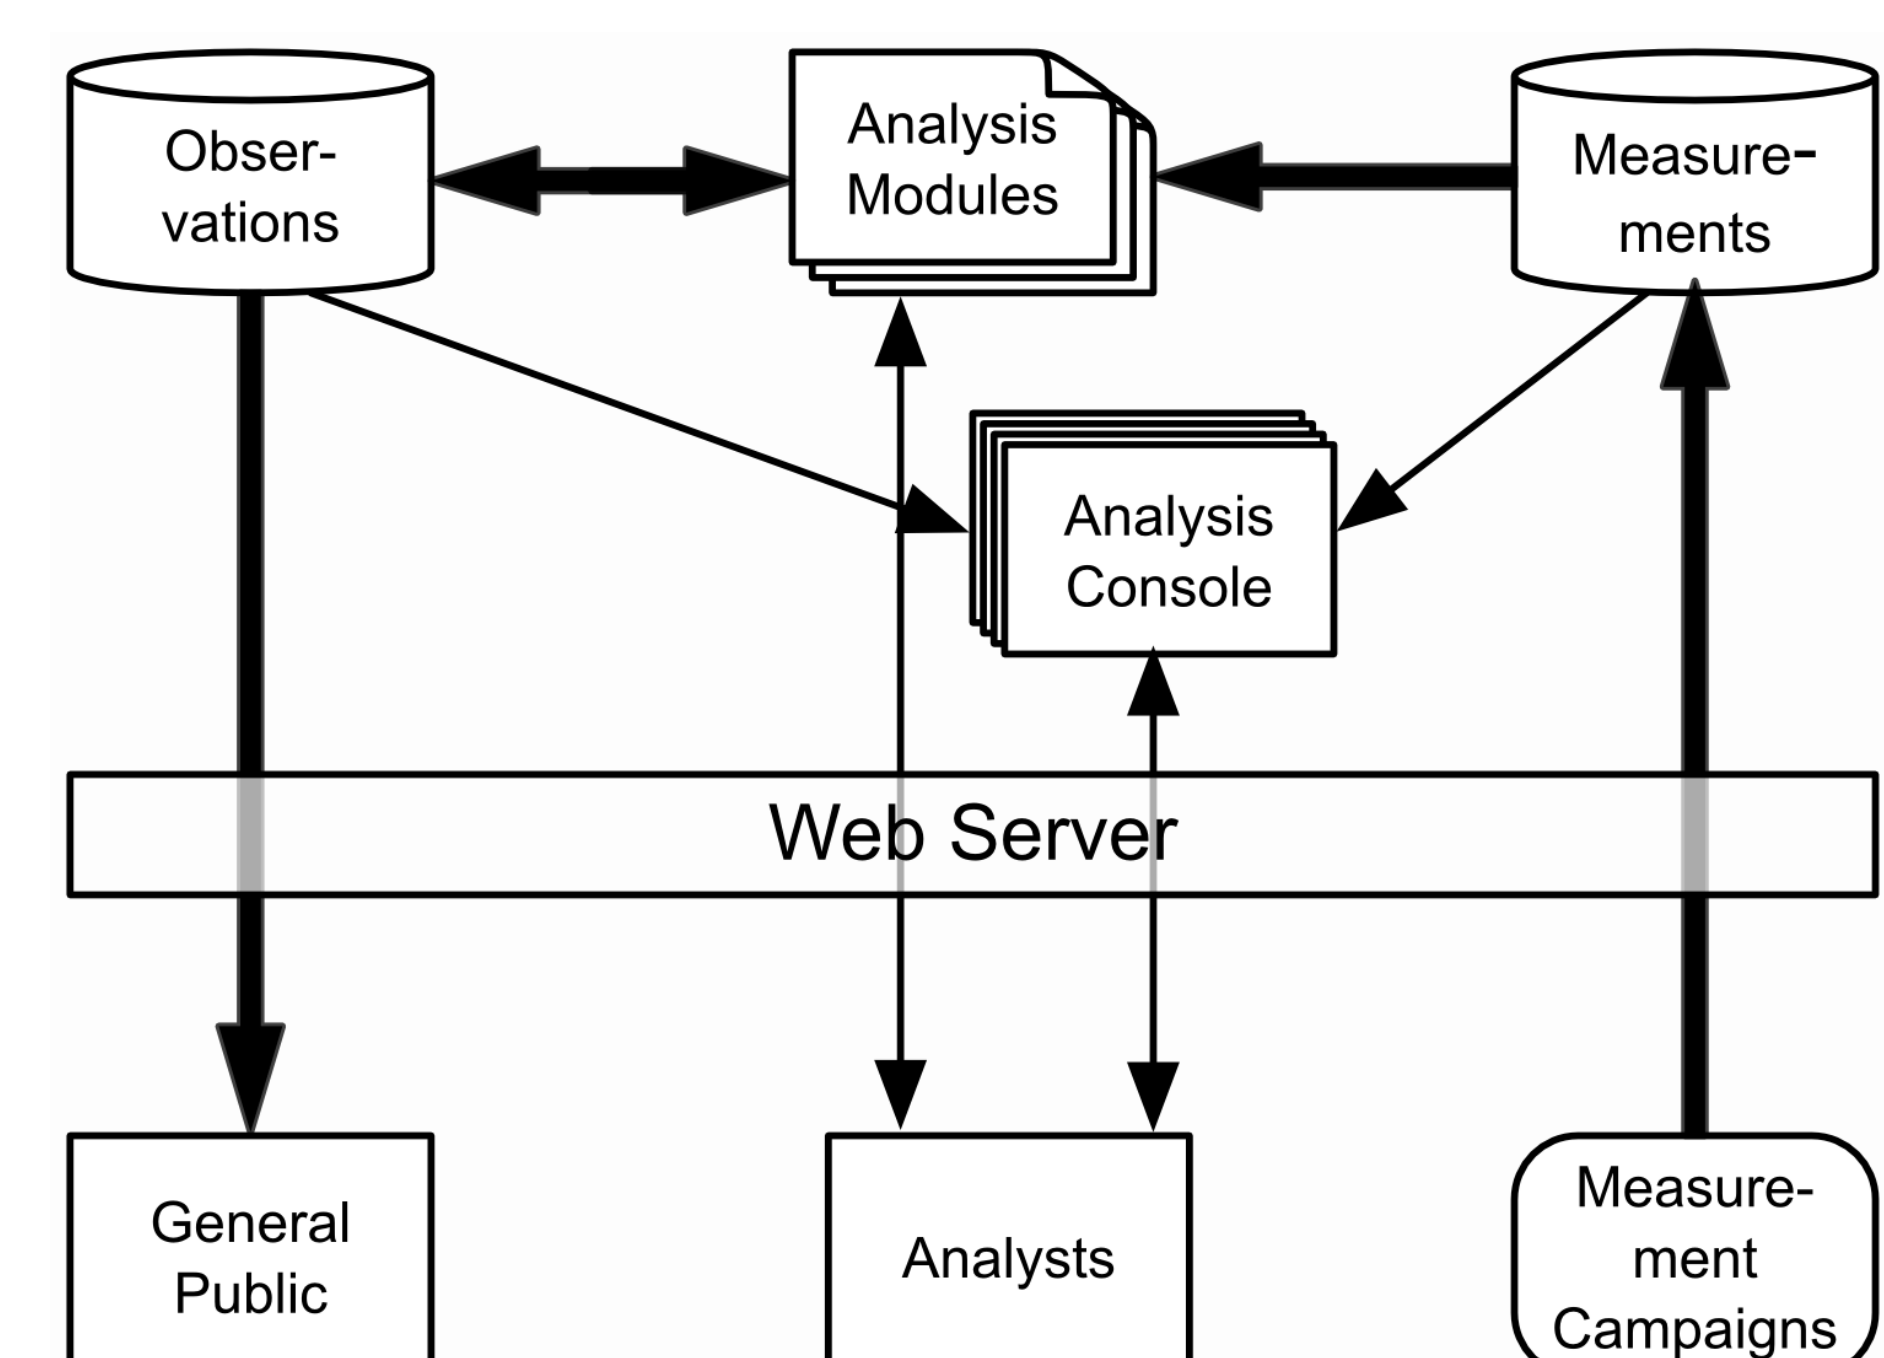 Obser-
vations
Analysis
Modules
Measure-
ments
Analysis
Console
Web Server
General
Public
Analysts
Measure-
ment
Campaigns